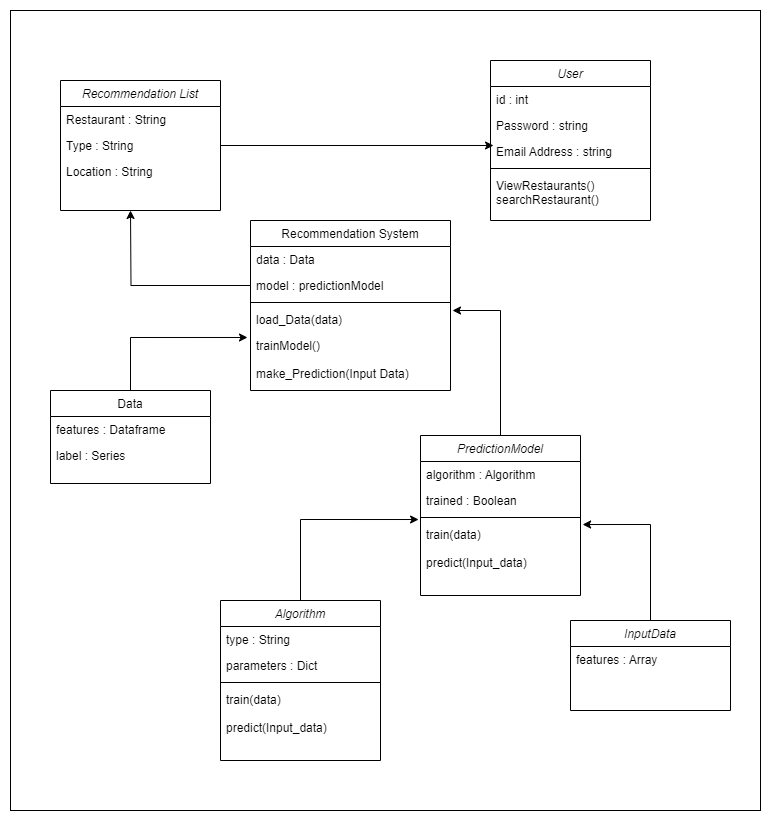 Recommendation List
Restaurant : String
Type : String
Location : String
User
id : int
Password : string
Email Address : string
ViewRestaurants()
searchRestaurant()
Recommendation System
data : Data
model : predictionModel
load_Data(data)
trainModel()
make_Prediction(Input Data)
Data
features : Dataframe
label : Series
PredictionModel
algorithm : Algorithm
trained : Boolean
train(data)
predict(Input_data)
Algorithm
type : String
parameters : Dict
train(data)
predict(Input_data)
InputData
features : Array